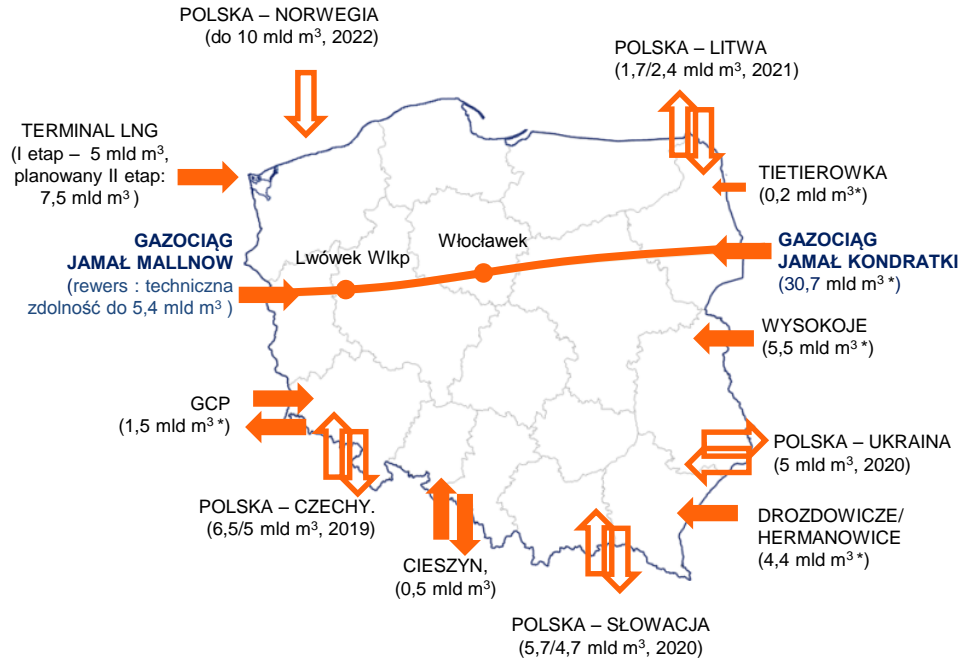 POLSKA – NORWEGIA
(do 10 mld m³, 2022)
POLSKA – LITWA
(1,7/2,4 mld m³, 2021)
TERMINAL LNG
(I etap – 5 mld m³,
planowany II etap:
7,5 mld m³ )
TIETIEROWKA
(0,2 mld m³*)
GAZOCIĄG
JAMAŁ MALLNOW
(rewers : techniczna
zdolność do 5,4 mld m³ )
Lwówek Wlkp
Włocławek
GAZOCIĄG
JAMAŁ KONDRATKI
(30,7 mld m³ *)
WYSOKOJE
(5,5 mld m³ *)
GCP
(1,5 mld m³ *)
POLSKA – UKRAINA
(5 mld m³, 2020)
POLSKA – CZECHY.
(6,5/5 mld m³, 2019)
DROZDOWICZE/
HERMANOWICE
(4,4 mld m³ *)
CIESZYN,
(0,5 mld m³)
POLSKA – SŁOWACJA
(5,7/4,7 mld m³, 2020)